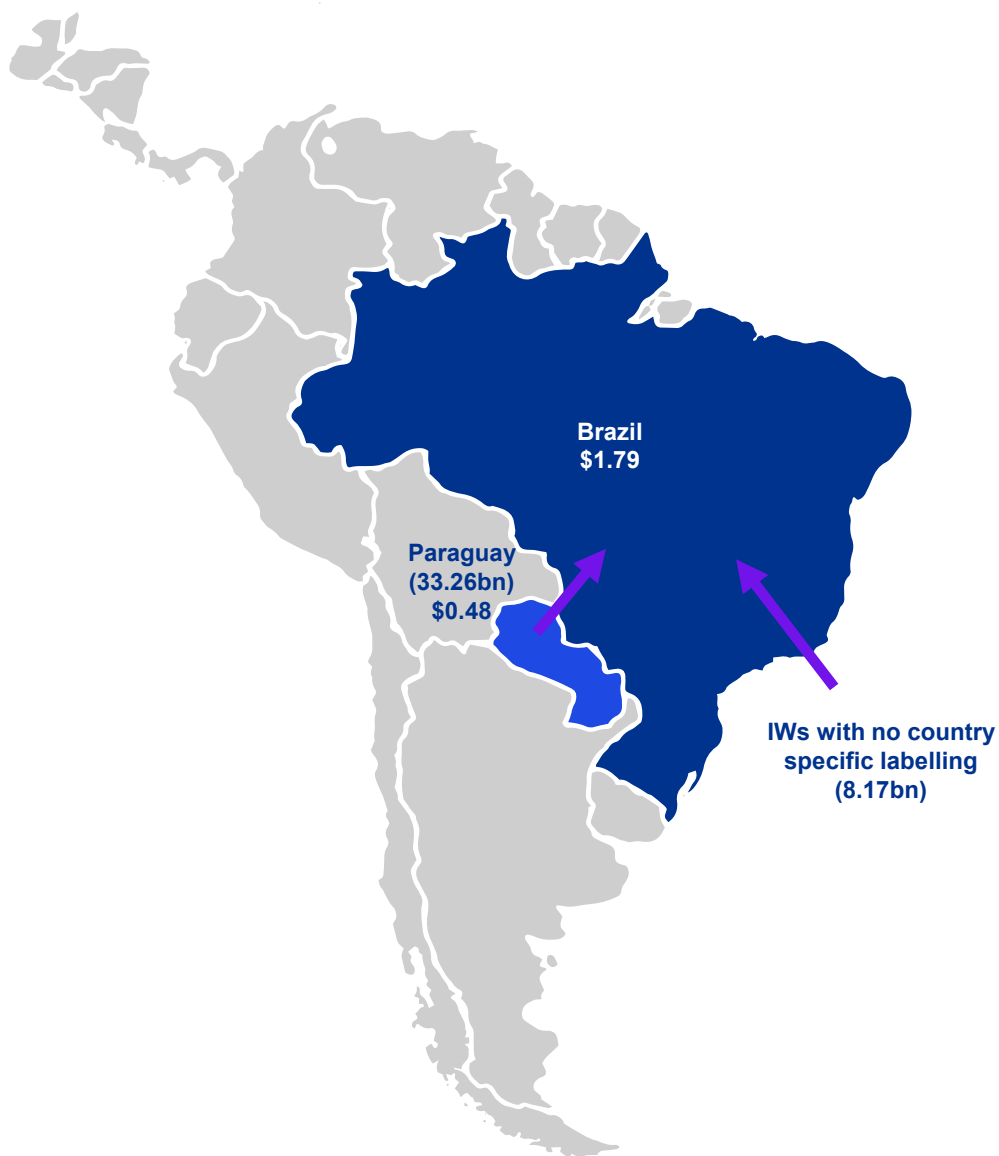 Brazil
$1.79
Paraguay
(33.26bn)
$0.48
IWs with no country
specific labelling
(8.17bn)